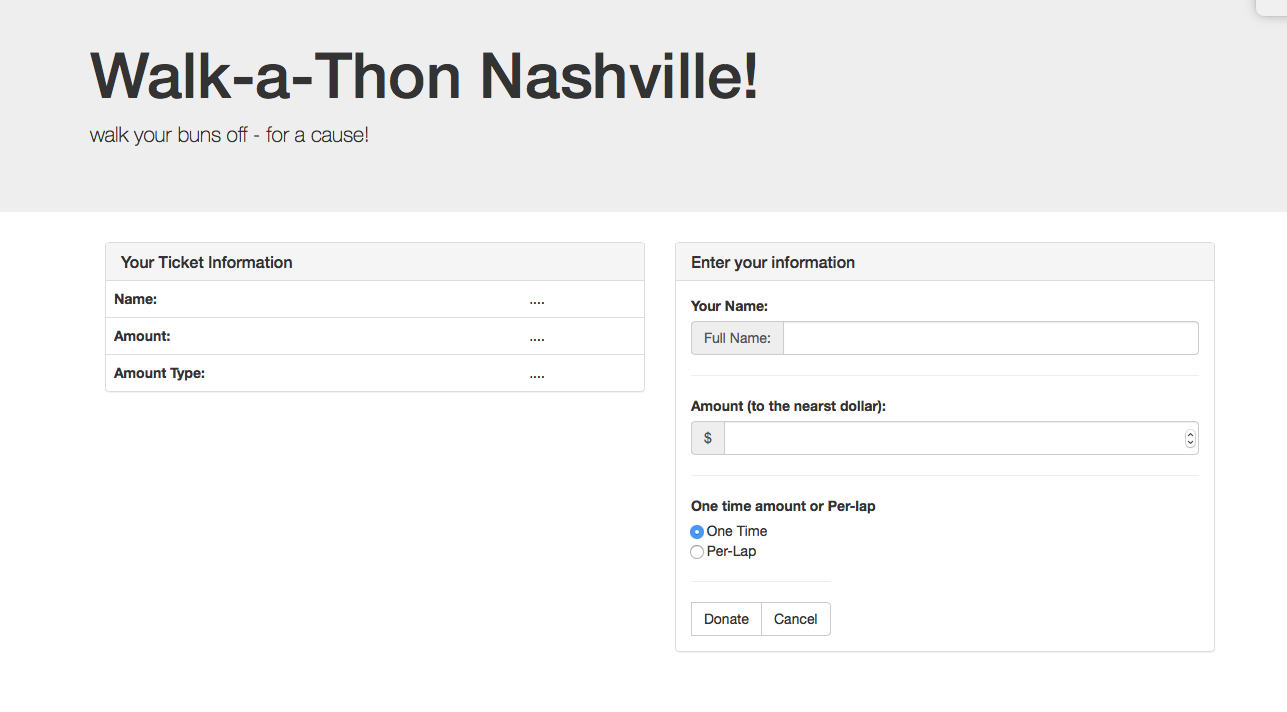 Walk-a-Thon Nashville!
walk your buns off - for a cause!
Your Ticket Information
Name: ....
Amount: ....
Amount Type: ....
Enter your information
Your Name:
Full Name:
Amount (to the nearst dollar):
$
One time amount or Per-lap
One Time
Per-Lap
Donate Cancel